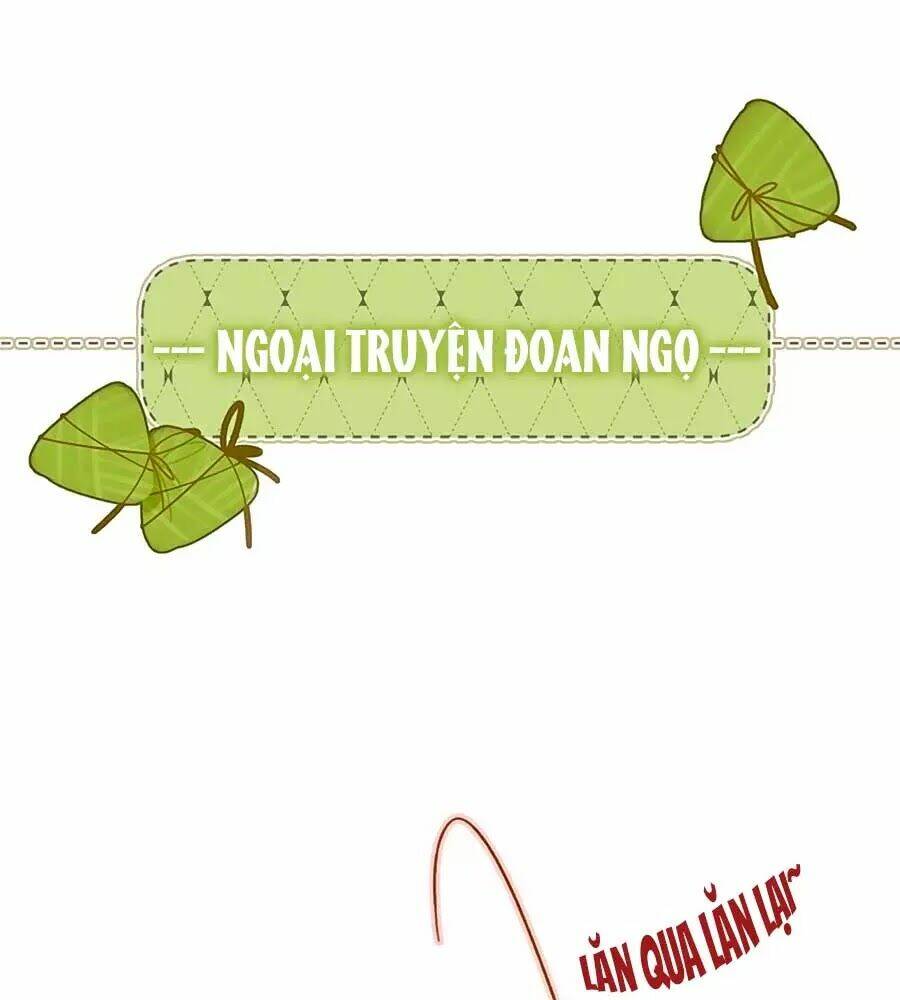 --- NGOẠI TRUYỆN ĐOAN NGỌ ---
LĂN QUA LĂN LẠI~